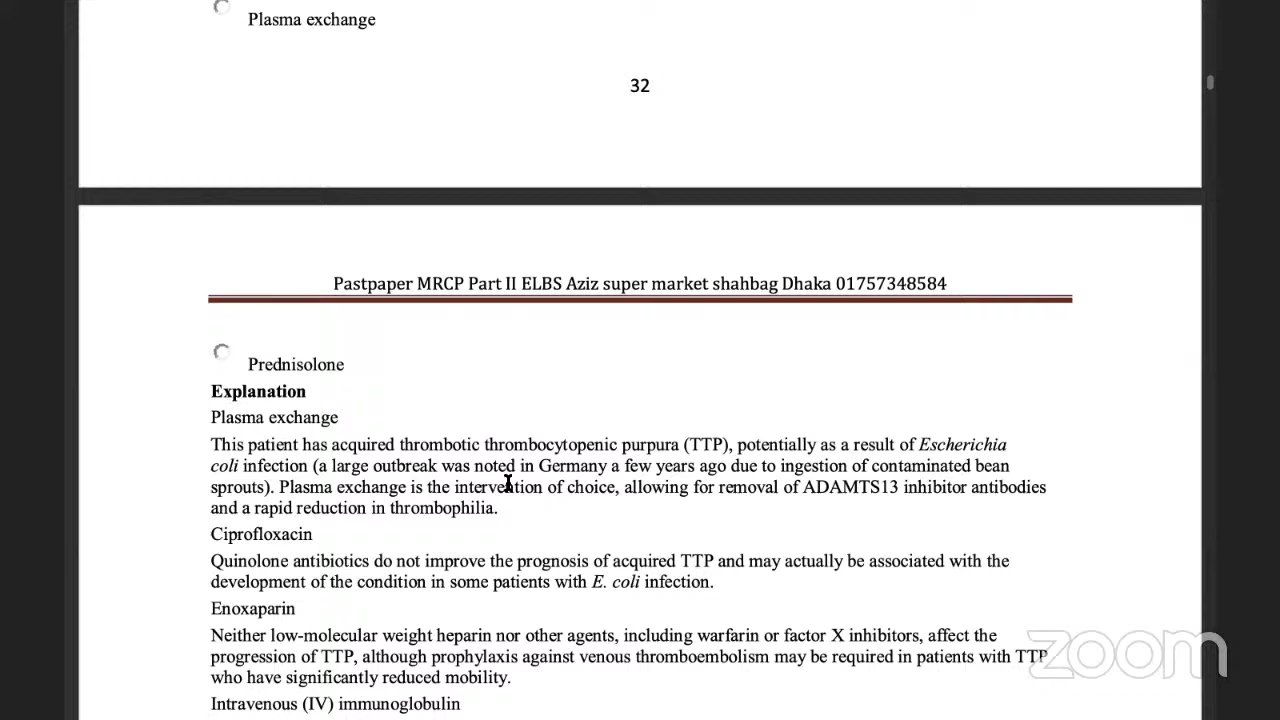 Plasma exchange
32
Pastpaper MRCP Part II ELBS Aziz super market shahbag Dhaka 01757348584
Prednisolone
Explanation
Plasma exchange
This patient has acquired thrombotic thrombocytopenic purpura (TTP), potentially as a result of Escherichia
coli infection (a large outbreak was noted in Germany a few years ago due to ingestion of contaminated bean
sprouts). Plasma exchange is the intervention of choice, allowing for removal of ADAMTS13 inhibitor antibodies
and a rapid reduction in thrombophilia.
Ciprofloxacin
Quinolone antibiotics do not improve the prognosis of acquired TTP and may actually be associated with the
development of the condition in some patients with E. coli infection.
Enoxaparin
Neither low-molecular weight heparin nor other agents, including warfarin or factor X inhibitors, affect the
progression of TTP, although prophylaxis against venous thromboembolism may be required in patients with TTP
who have significantly reduced mobility.
Intravenous (IV) immunoglobulin
zoom